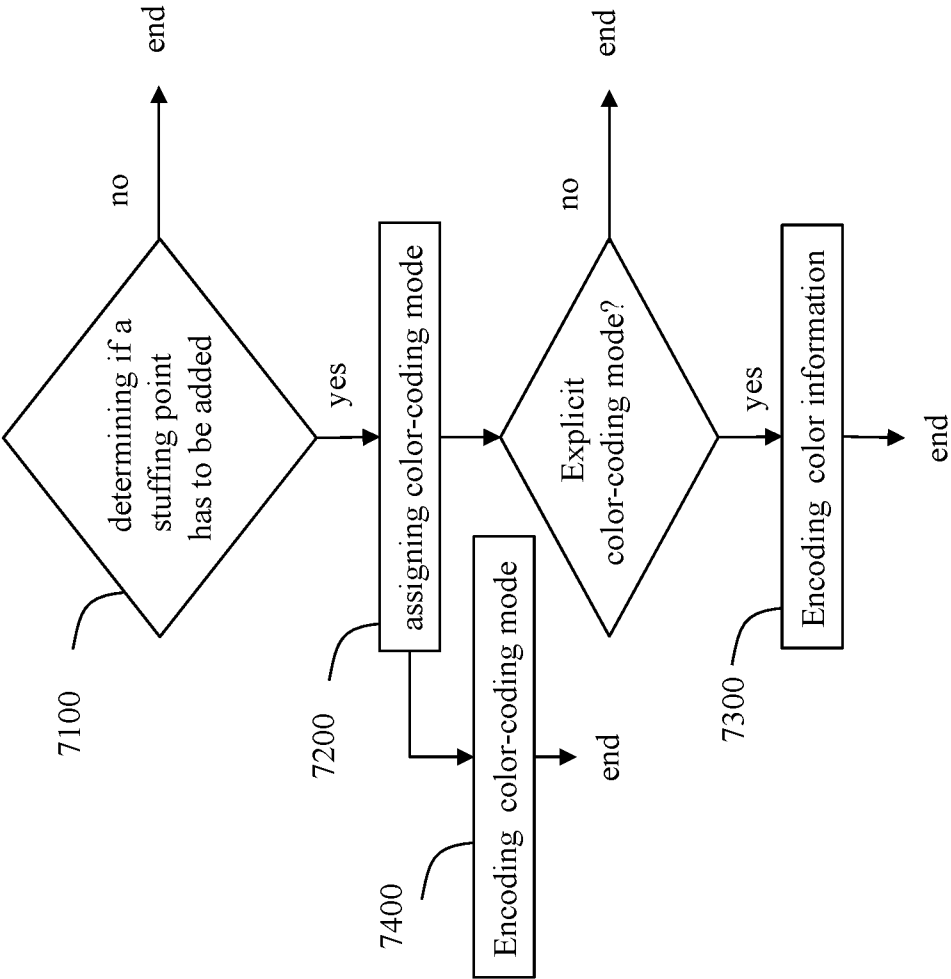 7100
determining if a
stuffing point
has to be added
no
end
yes
7200
assigning color-coding mode
7400
Encoding color-coding mode
end
Explicit
color-coding mode?
no
end
yes
7300
Encoding color information
end